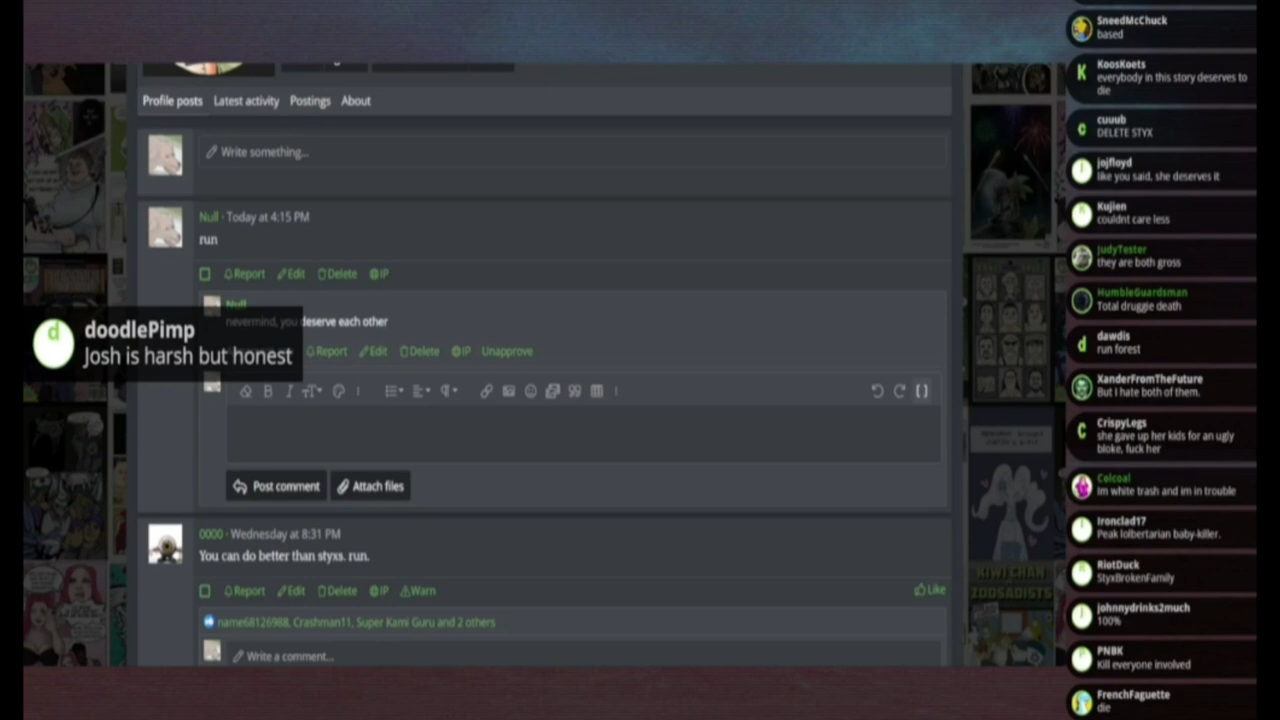 Profile posts
Latest activity
Postings
About
Write something...
Null · Today at 4:15 PM
run
Report Edit Delete IP
Null
nevermind, you deserve each other
Report Edit Delete IP Unapprove
doodlePimp
Josh is harsh but honest
Post comment
Attach files
0000 · Wednesday at 8:31 PM
You can do better than styxs. run.
Report Edit Delete IP Warn
Like
name68126988, Crashman11, Super Kami Guru and 2 others
Write a comment...
KIWI CHAN
ZOOSADISTS
SneedMcChuck
based
KoosKoets
everybody in this story deserves to
die
cuuub
DELETE STYX
jojfloyd
like you said, she deserves it
Kujien
couldnt care less
JudyTester
they are both gross
HumbleGuardsman
Total druggie death
dawdis
run forest
XanderFromTheFuture
But i hate both of them.
CrispyLegs
she gave up her kids for an ugly
bloke, fuck her
Colcoal
Im white trash and im in trouble
Ironclad17
Peak lolbertarian baby-killer.
RiotDuck
StyxBrokenFamily
johnnydrinks2much
100%
PNBK
Kill everyone involved
FrenchFaguette
die